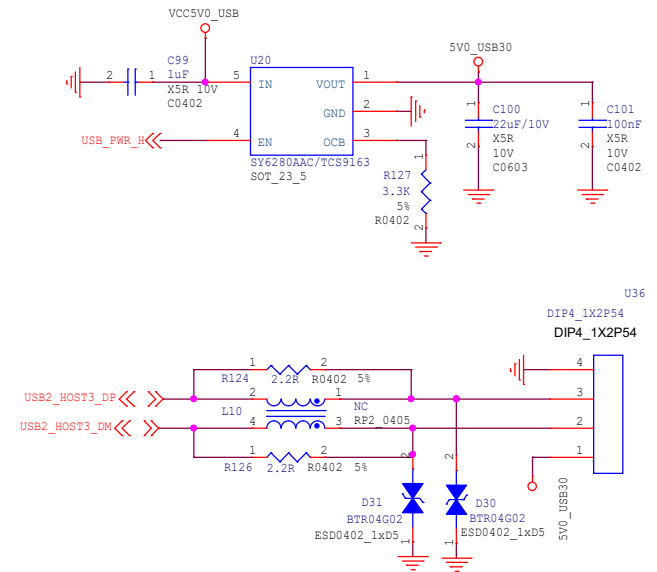 VCC5V0_USB
5V0_USB30
C99
1uF
X5R 10V
C0402
2
1
U20
5
IN
VOUT
1
GND
2
4
EN
OCB
3
USB_PWR_H
SY6280AAC/TCS9163
SOT_23_5
1
C100
22uF/10V
X5R
10V
C0603
2
1
C101
100nF
X5R
10V
C0402
2
1
R127
3.3K
5%
R0402
2
U36
DIP4_1X2P54
DIP4_1X2P54
1
2
R124
2.2R
R0402
5%
USB2_HOST3_DP
2
1
L10
NC
RP2_0405
USB2_HOST3_DM
4
3
1
2
R126
2.2R
R0402
5%
4
3
2
1
5V0_USB30
2
2
D31
BTR04G02
ESD0402_1xD5
1
D30
BTR04G02
ESD0402_1xD5
1